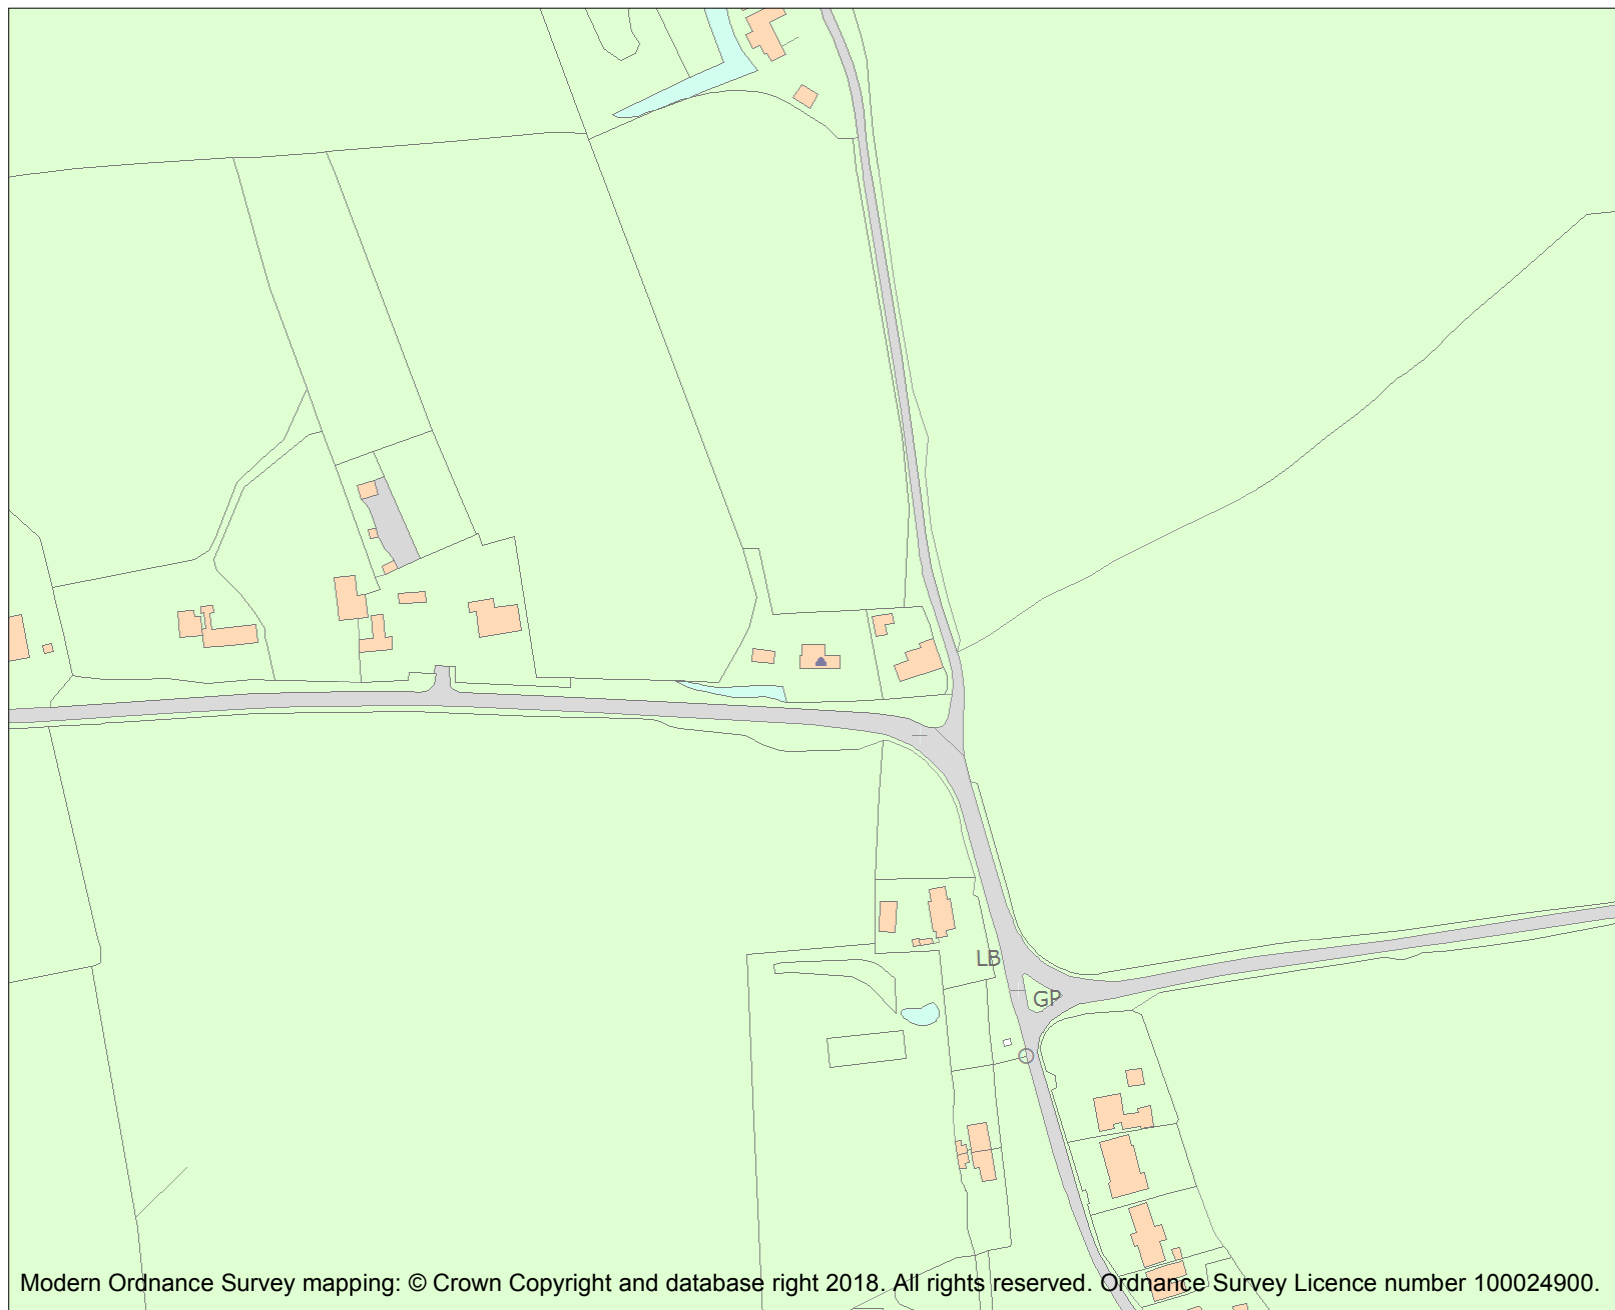 LB
GP
Modern Ordnance Survey mapping: © Crown Copyright and database right 2018. All rights reserved. Ordnance Survey Licence number 100024900.